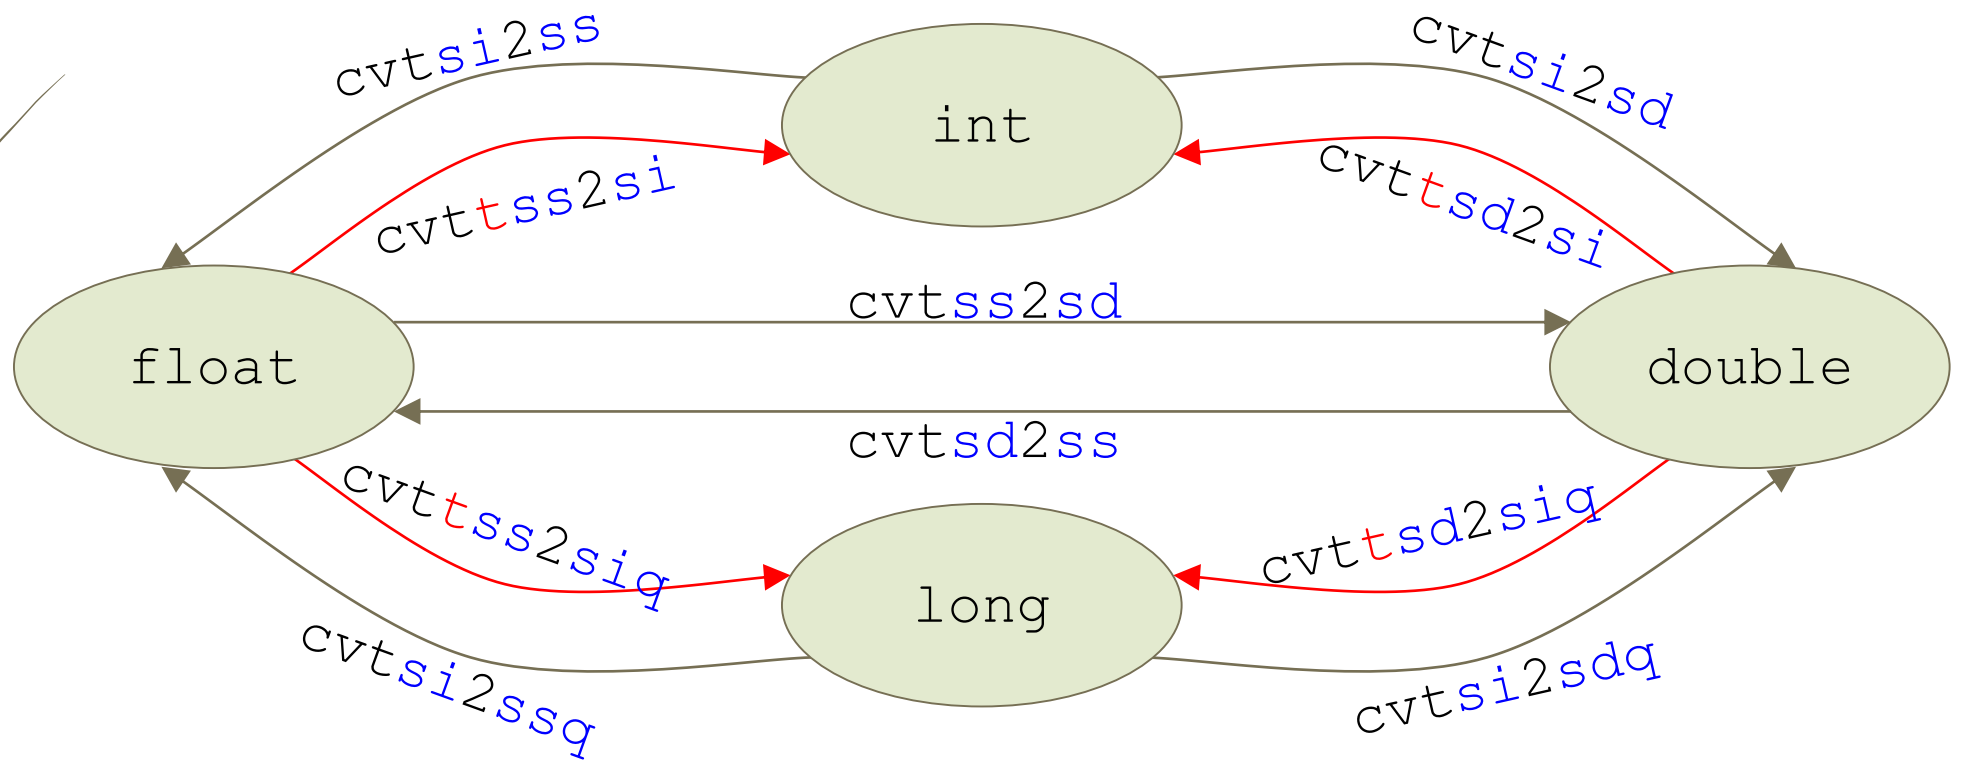 cvtsi2ss
cvtsi2sd
int
cvttss2si
cvttsd2si
cvtss2sd
float
double
cvtsd2ss
cvttss2siq
cvttsd2siq
long
cvtsi2ssq
cvtsi2sdq